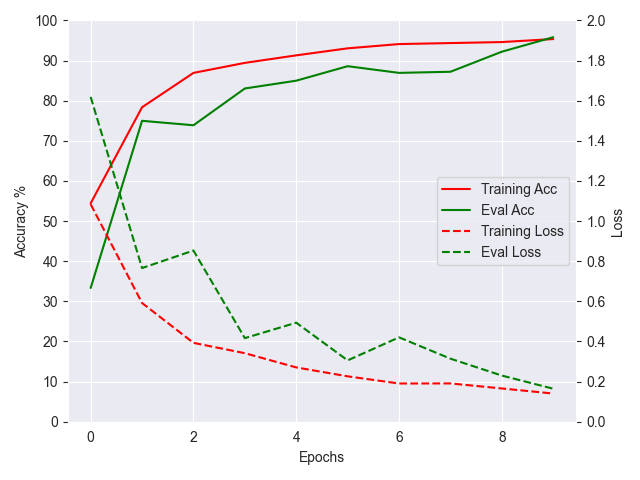 100
90
80
70
60
50
40
30
20
10
0
Accuracy %
2.0
1.8
1.6
1.4
1.2
1.0
0.8
0.6
0.4
0.2
0.0
Loss
Training Acc
Eval Acc
Training Loss
Eval Loss
0 2 4 6 8
Epochs